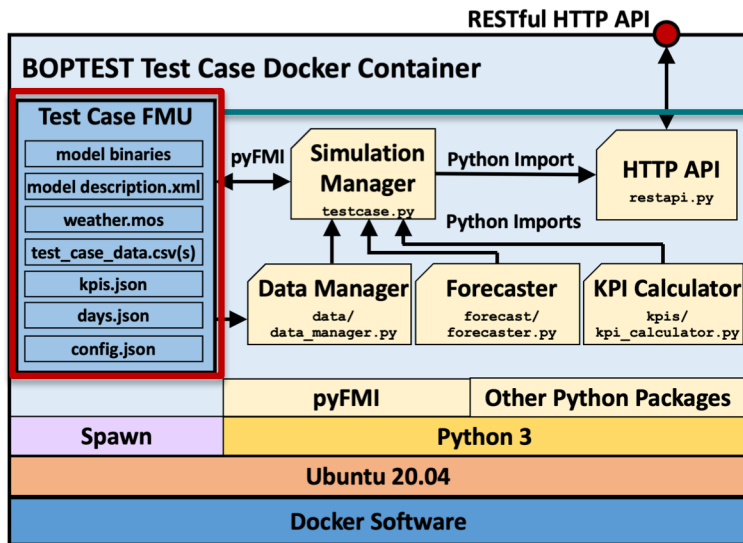 RESTful HTTP API
BOPTEST Test Case Docker Container
Test Case FMU
model binaries
model description.xml
weather.mos
test_case_data.csv(s)
kpis.json
days.json
config.json
pyFMI
Simulation
Manager
testcase.py
Python Import
HTTP API
restapi.py
Python Imports
Data Manager
data/
data_manager.py
Forecaster
forecast/
forecaster.py
KPI Calculator
kpis/
kpi_calculator.py
pyFMI
Other Python Packages
Spawn
Python 3
Ubuntu 20.04
Docker Software